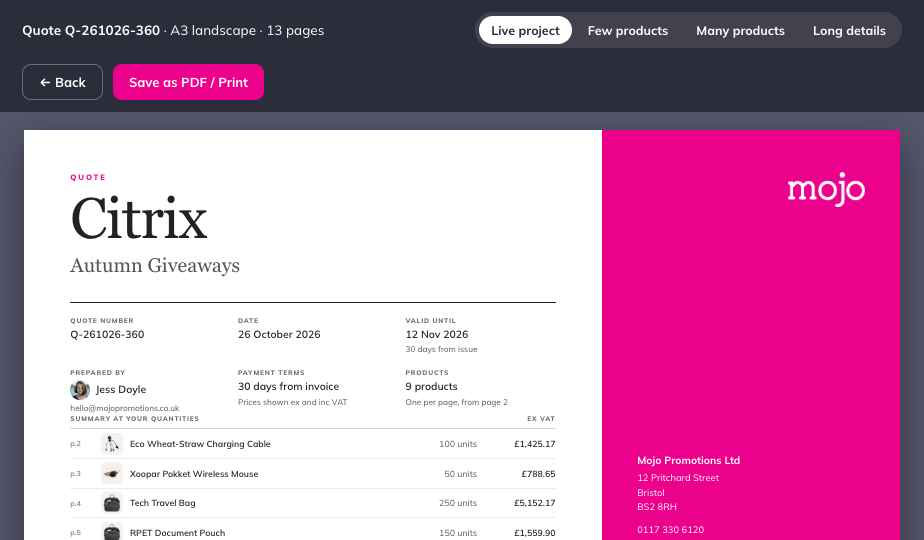 Quote Q-261026-360 · A3 landscape · 13 pages
Live project
Few products
Many products
Long details
← Back
Save as PDF / Print
QUOTE
Citrix
Autumn Giveaways
mojo
QUOTE NUMBER
Q-261026-360
DATE
26 October 2026
VALID UNTIL
12 Nov 2026
30 days from issue
PREPARED BY
Jess Doyle
hello@mojopromotions.co.uk
PAYMENT TERMS
30 days from invoice
Prices shown ex and inc VAT
PRODUCTS
9 products
One per page, from page 2
SUMMARY AT YOUR QUANTITIES EX VAT
p.2 Eco Wheat-Straw Charging Cable 100 units £1,425.17
p.3 Xoopar Pokket Wireless Mouse 50 units £788.65
p.4 Tech Travel Bag 250 units £5,152.17
p.5 RPET Document Pouch 150 units £1,559.90
Mojo Promotions Ltd
12 Pritchard Street
Bristol
BS2 8RH
0117 330 6120